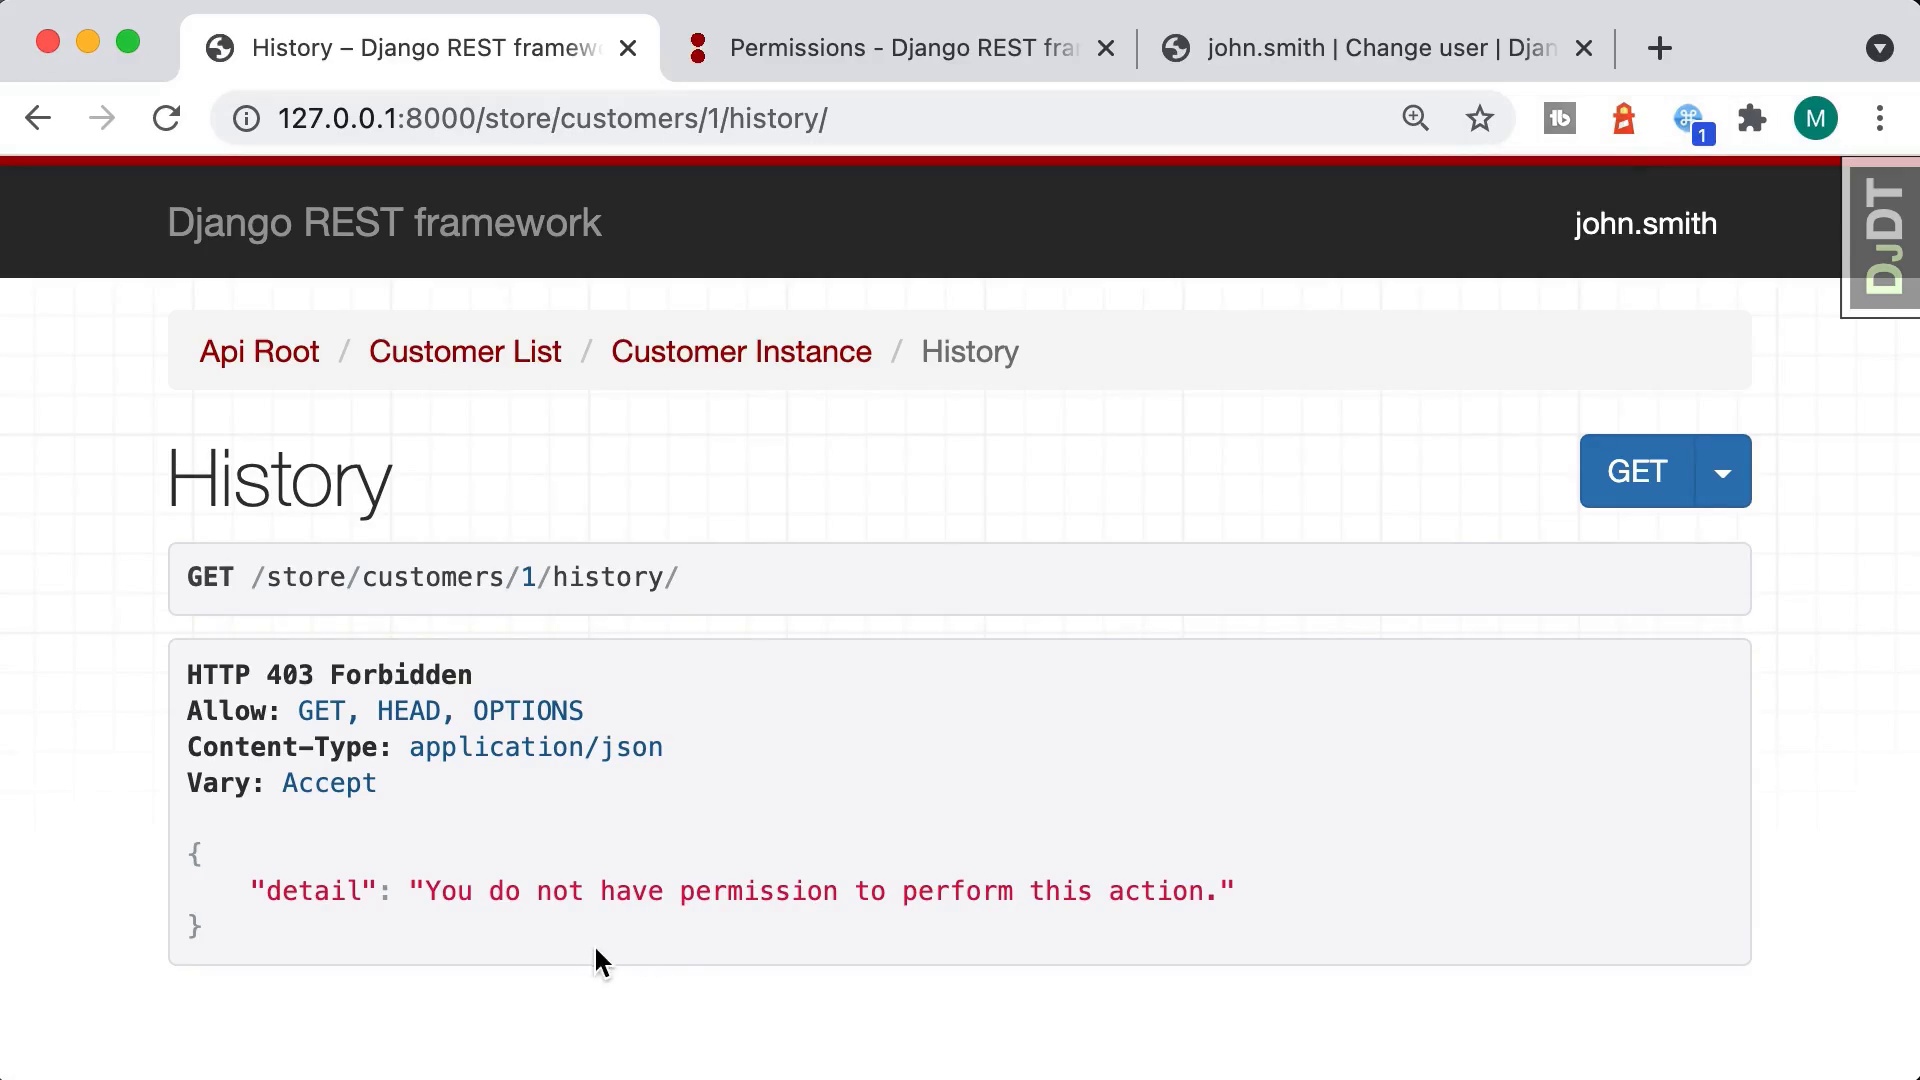 History – Django REST framew
Permissions - Django REST fra
john.smith | Change user | Djan
127.0.0.1:8000/store/customers/1/history/
1
M
Django REST framework
john.smith
DJDT
Api Root / Customer List / Customer Instance / History
History
GET
GET /store/customers/1/history/
HTTP 403 Forbidden
Allow: GET, HEAD, OPTIONS
Content-Type: application/json
Vary: Accept
{
"detail": "You do not have permission to perform this action."
}